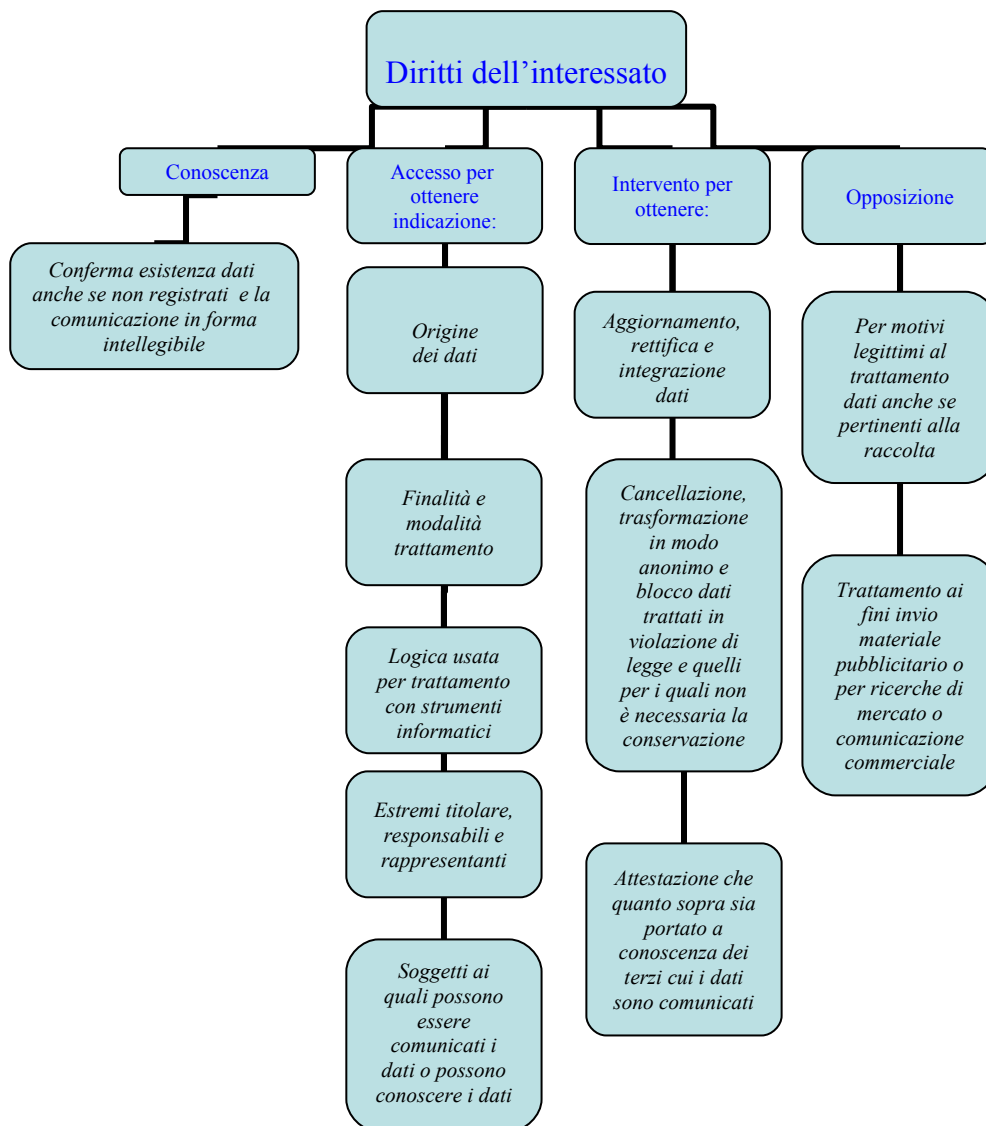 Diritti dell’interessato
Conoscenza
Conferma esistenza dati
anche se non registrati e la
comunicazione in forma
intellegibile
Accesso per
ottenere
indicazione:
Origine
dei dati
Finalità e
modalità
trattamento
Logica usata
per trattamento
con strumenti
informatici
Estremi titolare,
responsabili e
rappresentanti
Soggetti ai
quali possono
essere
comunicati i
dati o possono
conoscere i dati
Intervento per
ottenere:
Aggiornamento,
rettifica e
integrazione
dati
Cancellazione,
trasformazione
in modo
anonimo e
blocco dati
trattati in
violazione di
legge e quelli
per i quali non
è necessaria la
conservazione
Attestazione che
quanto sopra sia
portato a
conoscenza dei
terzi cui i dati
sono comunicati
Opposizione
Per motivi
legittimi al
trattamento
dati anche se
pertinenti alla
raccolta
Trattamento ai
fini invio
materiale
pubblicitario o
per ricerche di
mercato o
comunicazione
commerciale